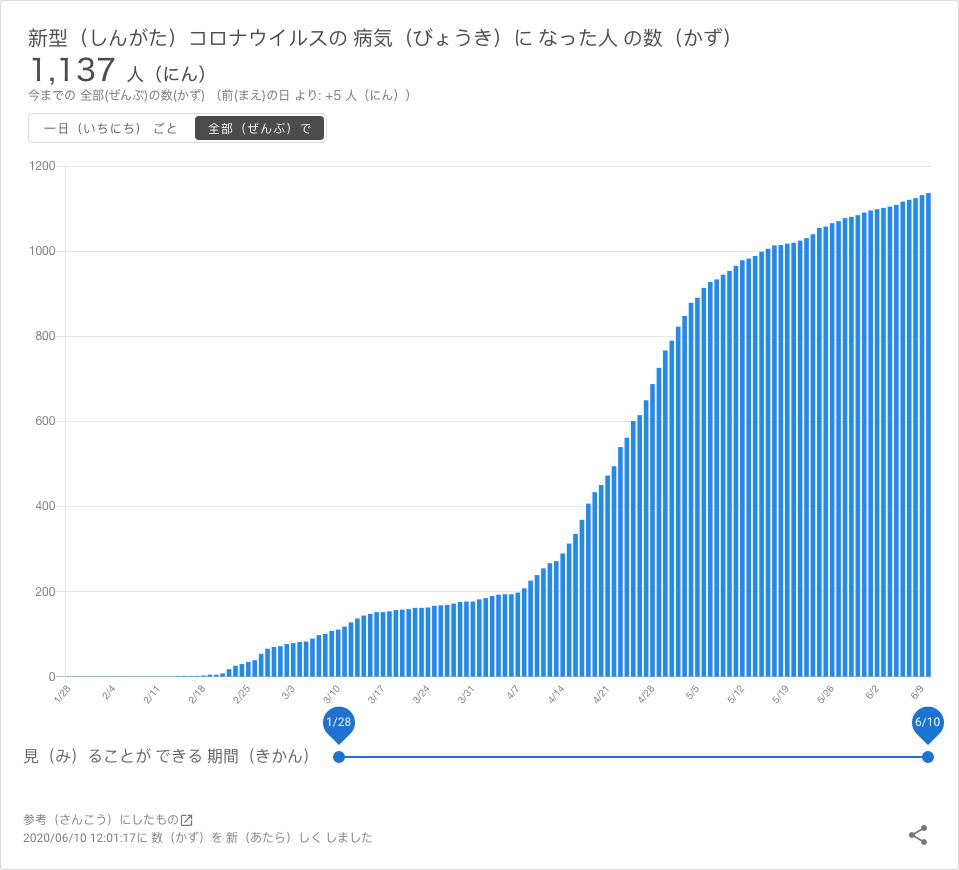 新型（しんがた）コロナウイルスの 病気（びょうき）に なった人 の数（かず）
1,137 人（にん）
今までの 全部(ぜんぶ)の数(かず) （前(まえ)の日 より: +5 人（にん））
一日（いちにち） ごと 全部（ぜんぶ）で
1200
1000
800
600
400
200
0
1/28 2/4 2/11 2/18 2/25 3/3 3/10 3/17 3/24 3/31 4/7 4/14 4/21 4/28 5/5 5/12 5/19 5/26 6/2 6/9
1/28 6/10
見（み）ることが できる 期間（きかん）
参考（さんこう）にしたもの
2020/06/10 12:01:17に 数（かず）を 新（あたら）しく しました